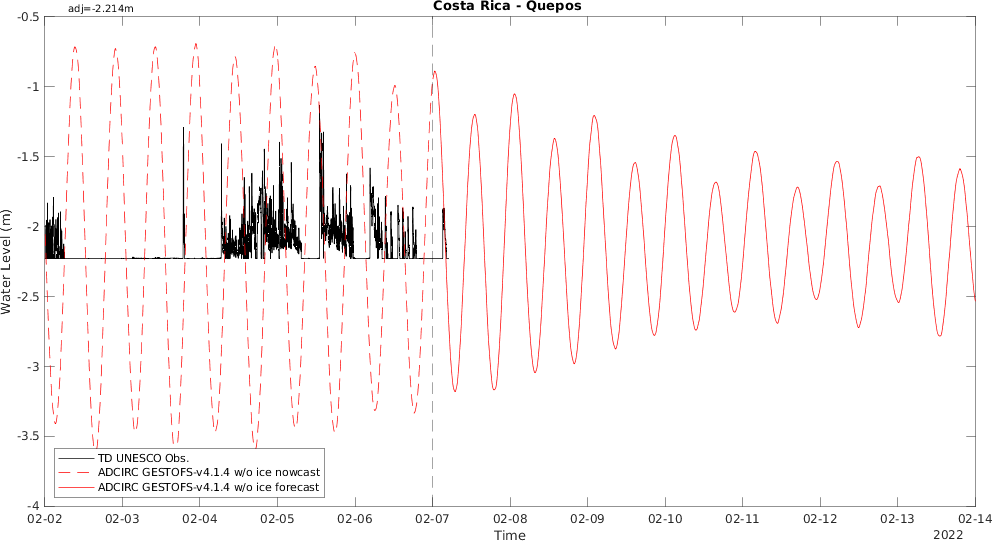 adj=-2.214m
Costa Rica - Quepos
-0.5
-1
-1.5
-2
-2.5
-3
-3.5
-4
Water Level (m)
TD UNESCO Obs.
ADCIRC GESTOFS-v4.1.4 w/o ice nowcast
ADCIRC GESTOFS-v4.1.4 w/o ice forecast
02-02 02-03 02-04 02-05 02-06 02-07 02-08 02-09 02-10 02-11 02-12 02-13 02-14
Time
2022